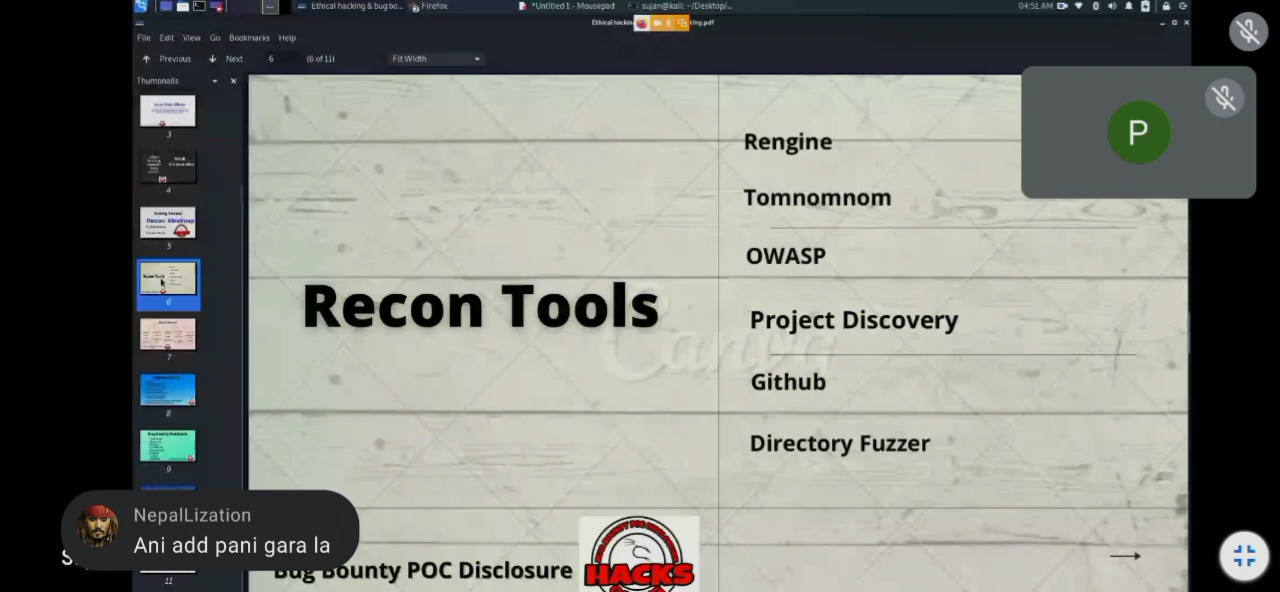 Ethical hacking & bug bo...
Firefox
*Untitled 1 - Mousepad
sujan@kali: ~/Desktop/...
04:51 AM
File Edit View Go Bookmarks Help
Previous Next 6 (6 of 11) Fit Width
Thumbnails
3
4
5
6
7
8
9
11
Recon Tools
Rengine
Tomnomnom
OWASP
Project Discovery
Github
Directory Fuzzer
Canva
Bug Bounty POC Disclosure
HACKS
P
NepalLization
Ani add pani gara la